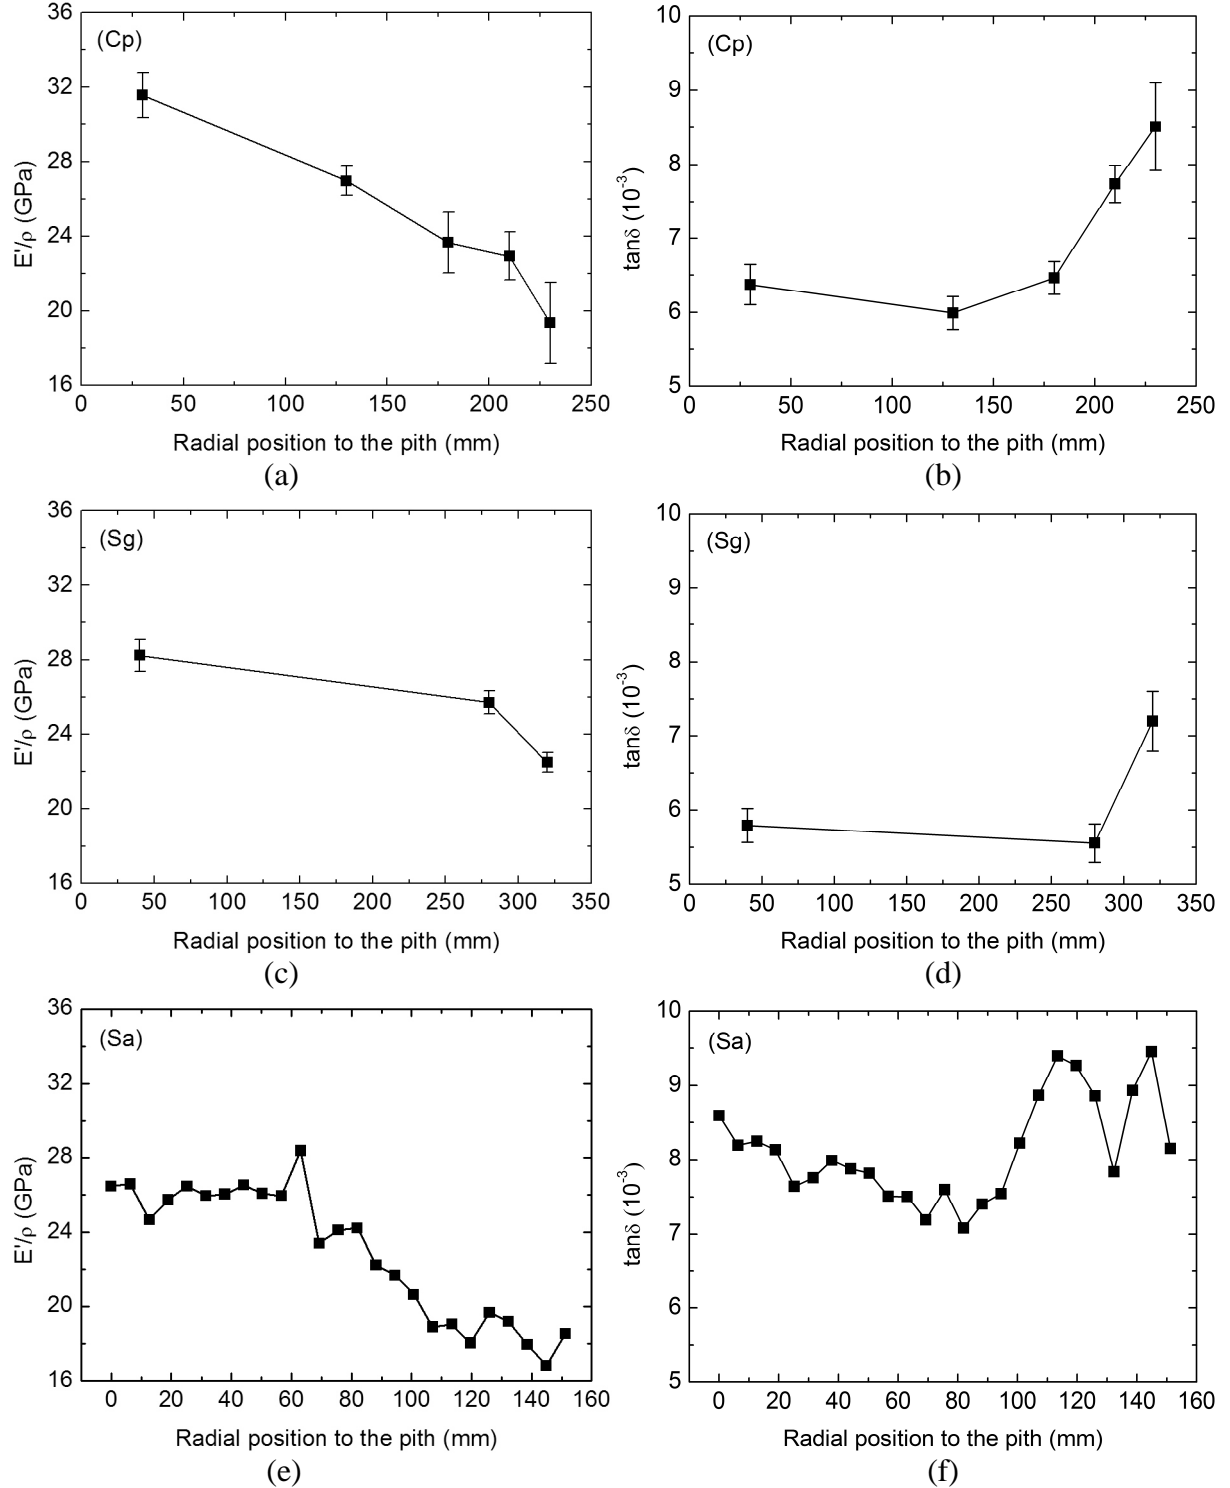 36
32
28
24
20
16
(Cp)
E'/ρ (GPa)
0 50 100 150 200 250
Radial position to the pith (mm)
(a)
10
9
8
7
6
5
(Cp)
tanδ (10⁻³)
0 50 100 150 200 250
Radial position to the pith (mm)
(b)
36
32
28
24
20
16
(Sg)
E'/ρ (GPa)
0 50 100 150 200 250 300 350
Radial position to the pith (mm)
(c)
10
9
8
7
6
5
(Sg)
tanδ (10⁻³)
0 50 100 150 200 250 300 350
Radial position to the pith (mm)
(d)
36
32
28
24
20
16
(Sa)
E'/ρ (GPa)
0 20 40 60 80 100 120 140 160
Radial position to the pith (mm)
(e)
10
9
8
7
6
5
(Sa)
tanδ (10⁻³)
0 20 40 60 80 100 120 140 160
Radial position to the pith (mm)
(f)